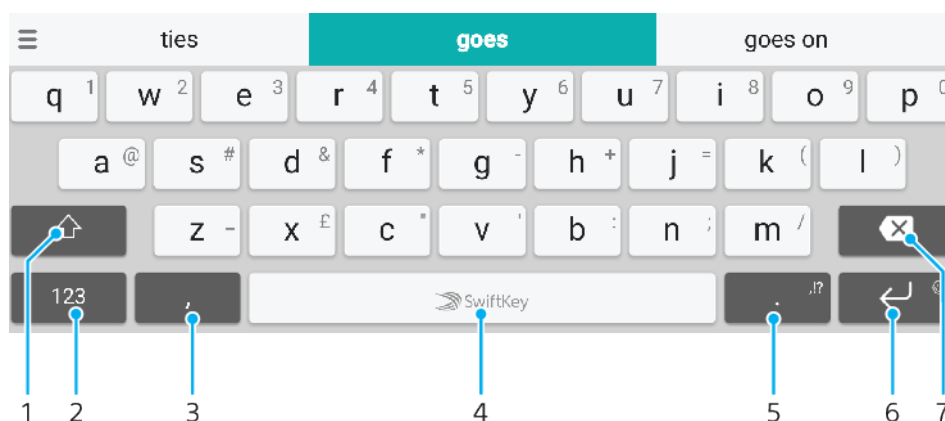 ties goes goes on
q 1 w 2 e 3 r 4 t 5 y 6 u 7 i 8 o 9 p 0
a @ s # d & f * g - h + j = k ( l )
z _ x £ c " v ' b : n ; m /
123 , SwiftKey . ,!?
1 2 3 4 5 6 7